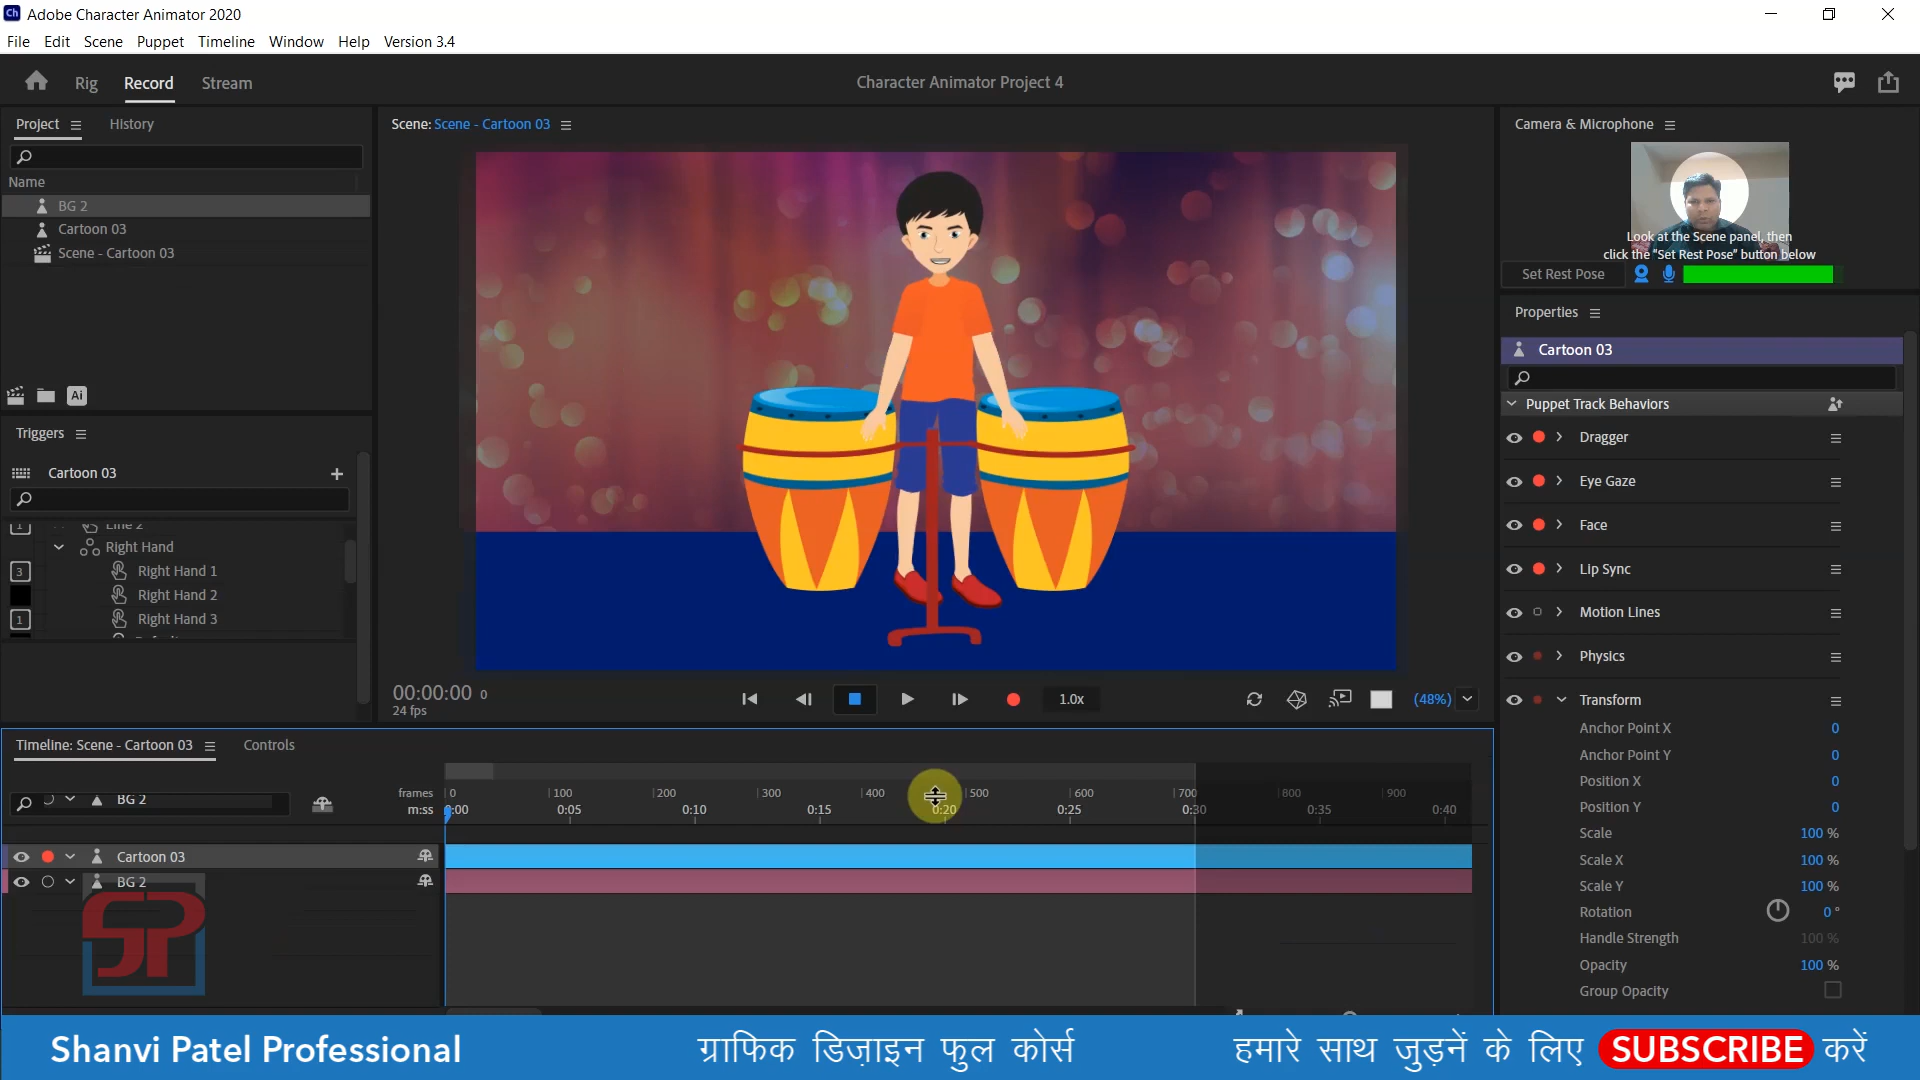 Adobe Character Animator 2020
File Edit Scene Puppet Timeline Window Help Version 3.4
Rig Record Stream
Character Animator Project 4
Project History
Name
BG 2
Cartoon 03
Scene - Cartoon 03
Ai
Triggers
Cartoon 03
Line 2
Right Hand
3 Right Hand 1
Right Hand 2
1 Right Hand 3
Scene: Scene - Cartoon 03
00:00:00 0
24 fps
1.0x
(48%)
Camera & Microphone
Look at the Scene panel, then
click the "Set Rest Pose" button below
Set Rest Pose
Properties
Cartoon 03
Puppet Track Behaviors
Dragger
Eye Gaze
Face
Lip Sync
Motion Lines
Physics
Transform
Anchor Point X 0
Anchor Point Y 0
Position X 0
Position Y 0
Scale 100 %
Scale X 100 %
Scale Y 100 %
Rotation 0 °
Handle Strength 100 %
Opacity 100 %
Group Opacity
Timeline: Scene - Cartoon 03 Controls
BG 2
frames 0 100 200 300 400 500 600 700 800 900
m:ss 0:00 0:05 0:10 0:15 0:20 0:25 0:30 0:35 0:40
Cartoon 03
BG 2
SP
Shanvi Patel Professional ग्राफिक डिज़ाइन फुल कोर्स हमारे साथ जुड़नें के लिए SUBSCRIBE करें